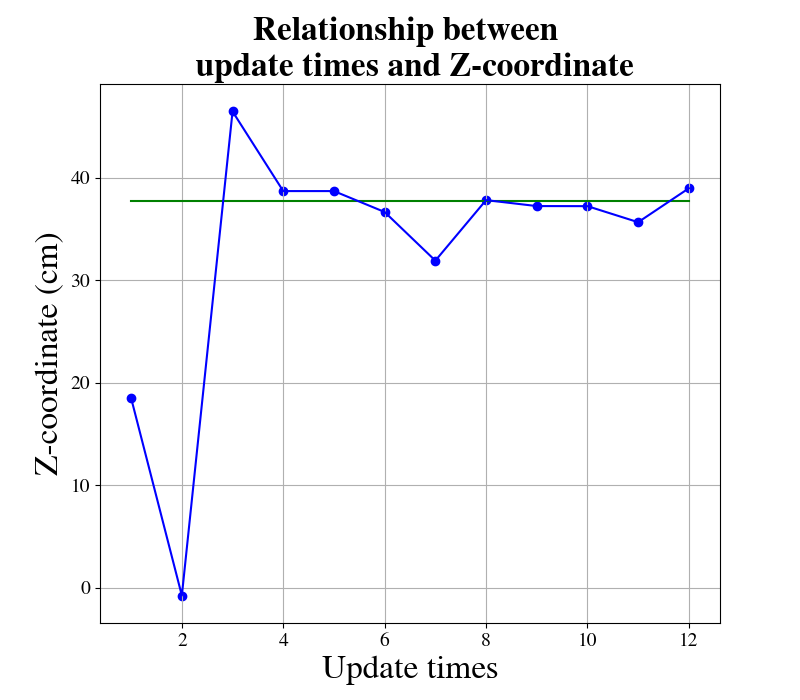 Relationship between
update times and Z-coordinate
Z-coordinate (cm)
40
30
20
10
0
2 4 6 8 10 12
Update times